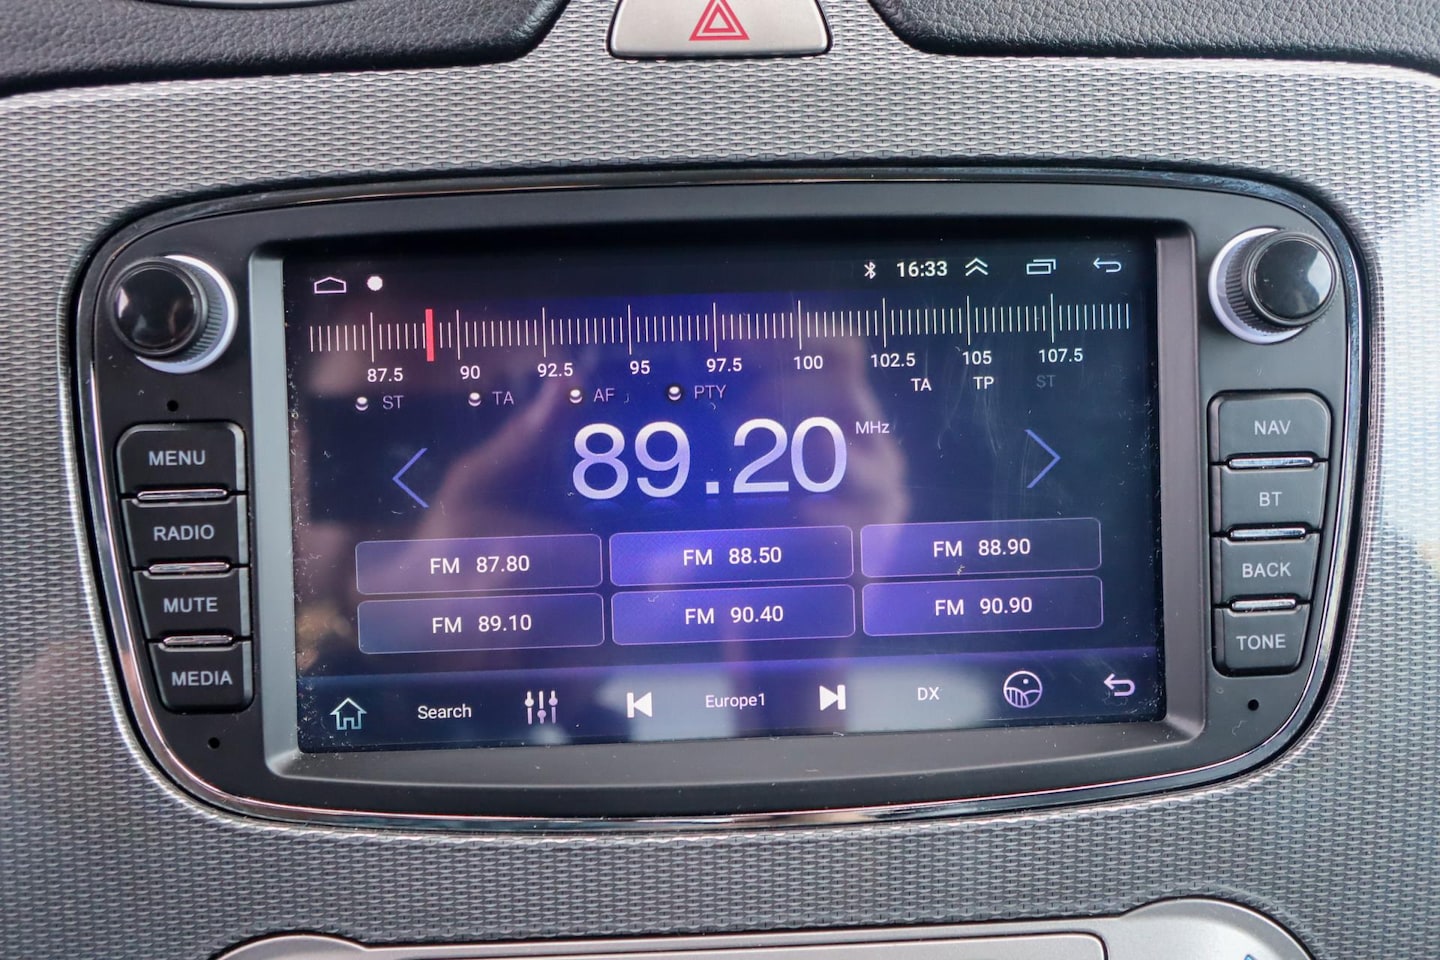 16:33
87.5 90 92.5 95 97.5 100 102.5 105 107.5
ST TA AF PTY TA TP ST
89.20 MHz
FM 87.80 FM 88.50 FM 88.90
FM 89.10 FM 90.40 FM 90.90
Search Europe1 DX
MENU
RADIO
MUTE
MEDIA
NAV
BT
BACK
TONE